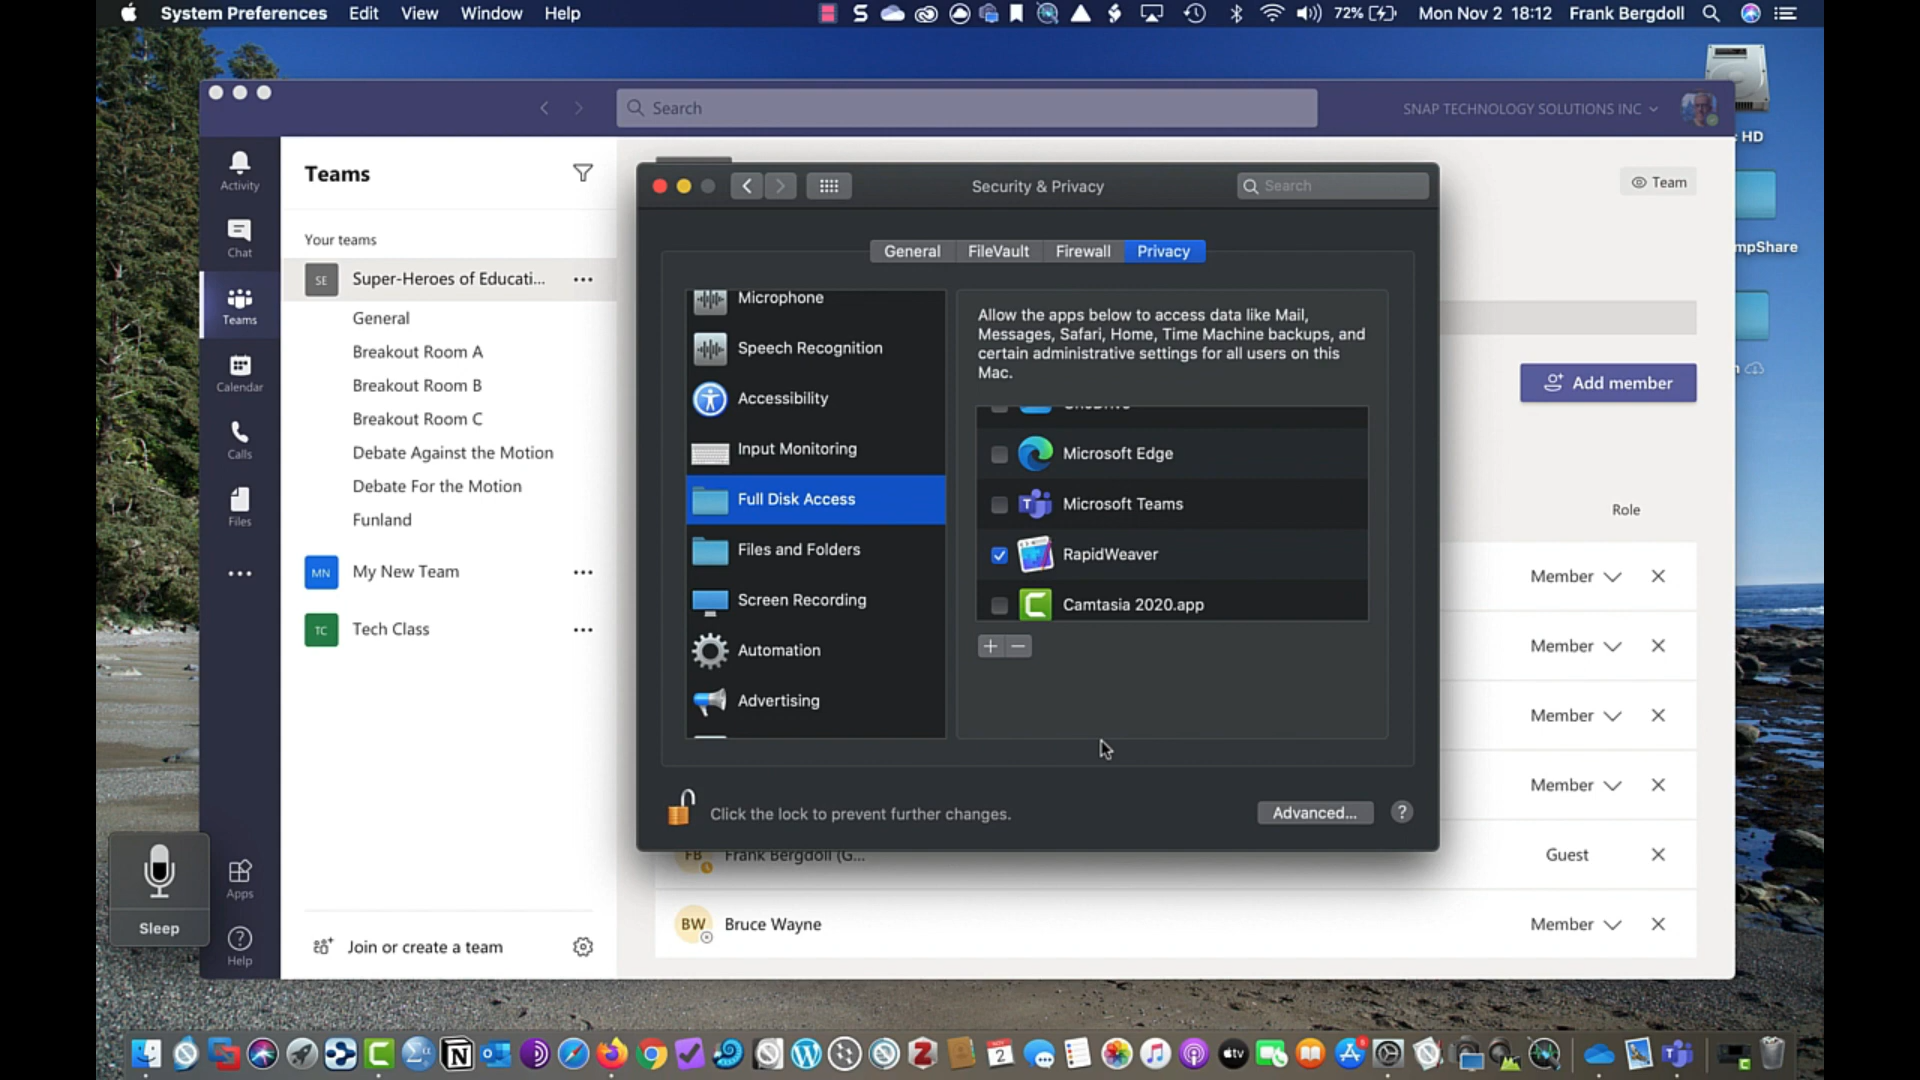 System Preferences Edit View Window Help
72% Mon Nov 2 18:12 Frank Bergdoll
Search
SNAP TECHNOLOGY SOLUTIONS INC
HD
mpShare
Activity
Chat
Teams
Calendar
Calls
Files
Apps
Help
Sleep
Teams
Your teams
SE Super-Heroes of Educati...
General
Breakout Room A
Breakout Room B
Breakout Room C
Debate Against the Motion
Debate For the Motion
Funland
MN My New Team
TC Tech Class
Join or create a team
Team
Add member
Role
Member
Member
Member
Member
FB Frank Bergdoll (G...
Guest
BW Bruce Wayne
Member
Security & Privacy
Search
General FileVault Firewall Privacy
Microphone
Speech Recognition
Accessibility
Input Monitoring
Full Disk Access
Files and Folders
Screen Recording
Automation
Advertising
Allow the apps below to access data like Mail,
Messages, Safari, Home, Time Machine backups, and
certain administrative settings for all users on this
Mac.
OneDrive
Microsoft Edge
Microsoft Teams
RapidWeaver
Camtasia 2020.app
Click the lock to prevent further changes.
Advanced...
?
NOV
2
tv